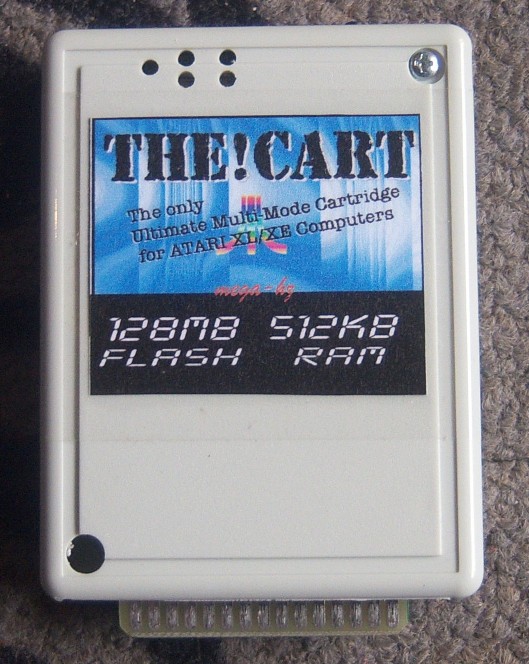 THE!CART
The only
Ultimate Multi-Mode Cartridge
for ATARI XL/XE Computers
mega-hz
128MB 512KB
FLASH RAM